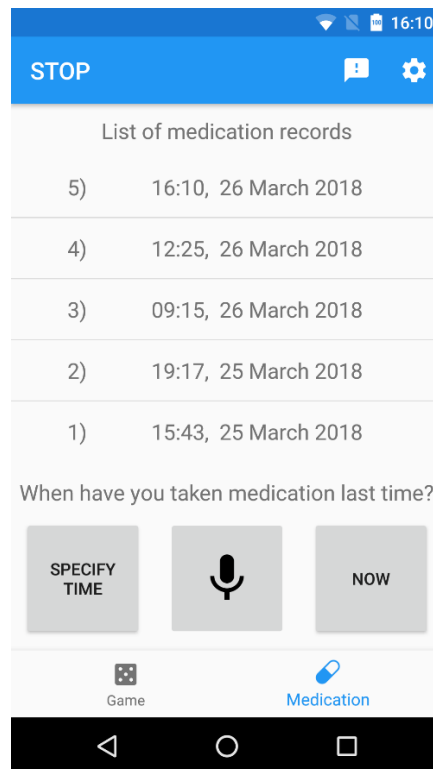 16:10
STOP
List of medication records
5) 16:10, 26 March 2018
4) 12:25, 26 March 2018
3) 09:15, 26 March 2018
2) 19:17, 25 March 2018
1) 15:43, 25 March 2018
When have you taken medication last time?
SPECIFY
TIME
NOW
Game
Medication